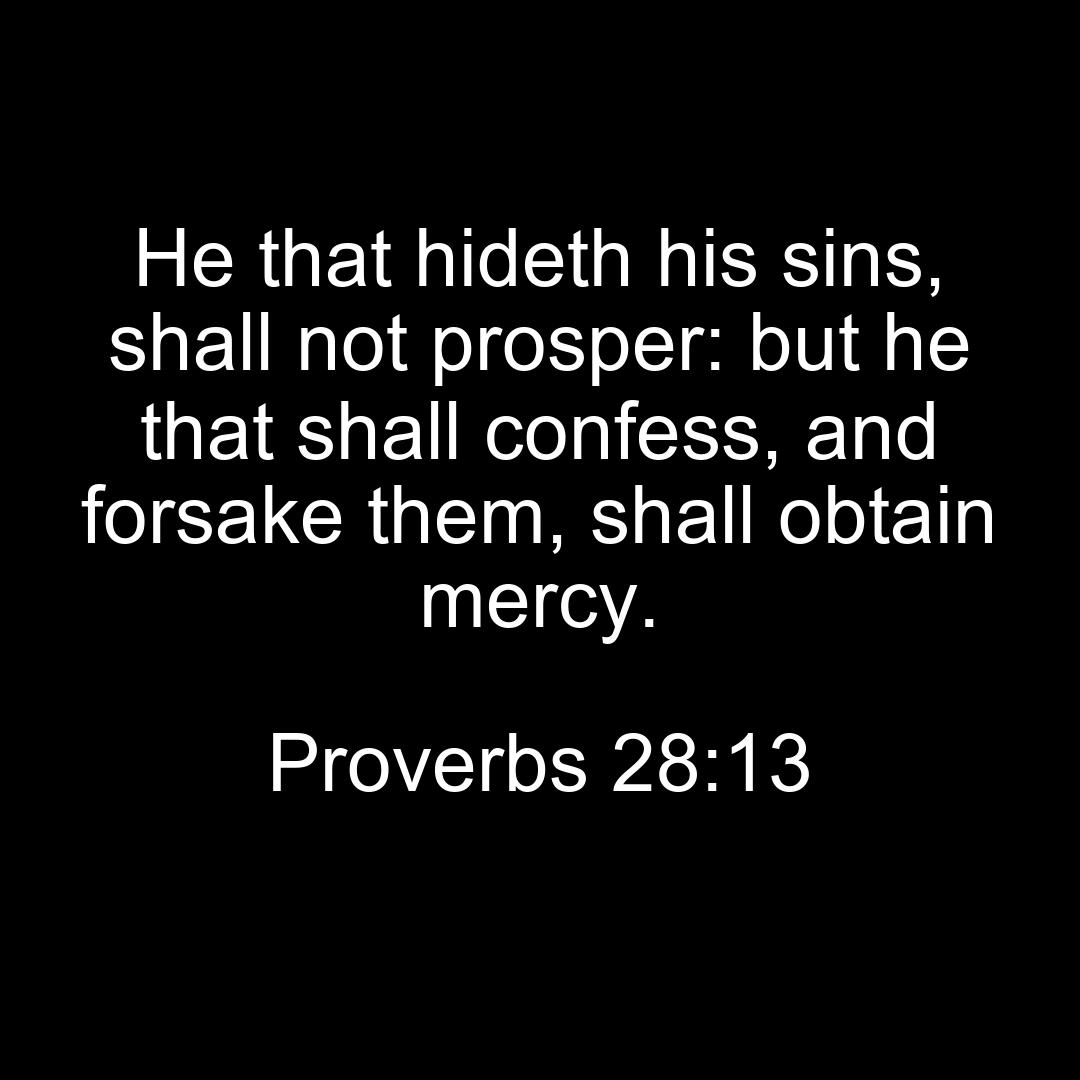 He that hideth his sins,
shall not prosper: but he
that shall confess, and
forsake them, shall obtain
mercy.
Proverbs 28:13